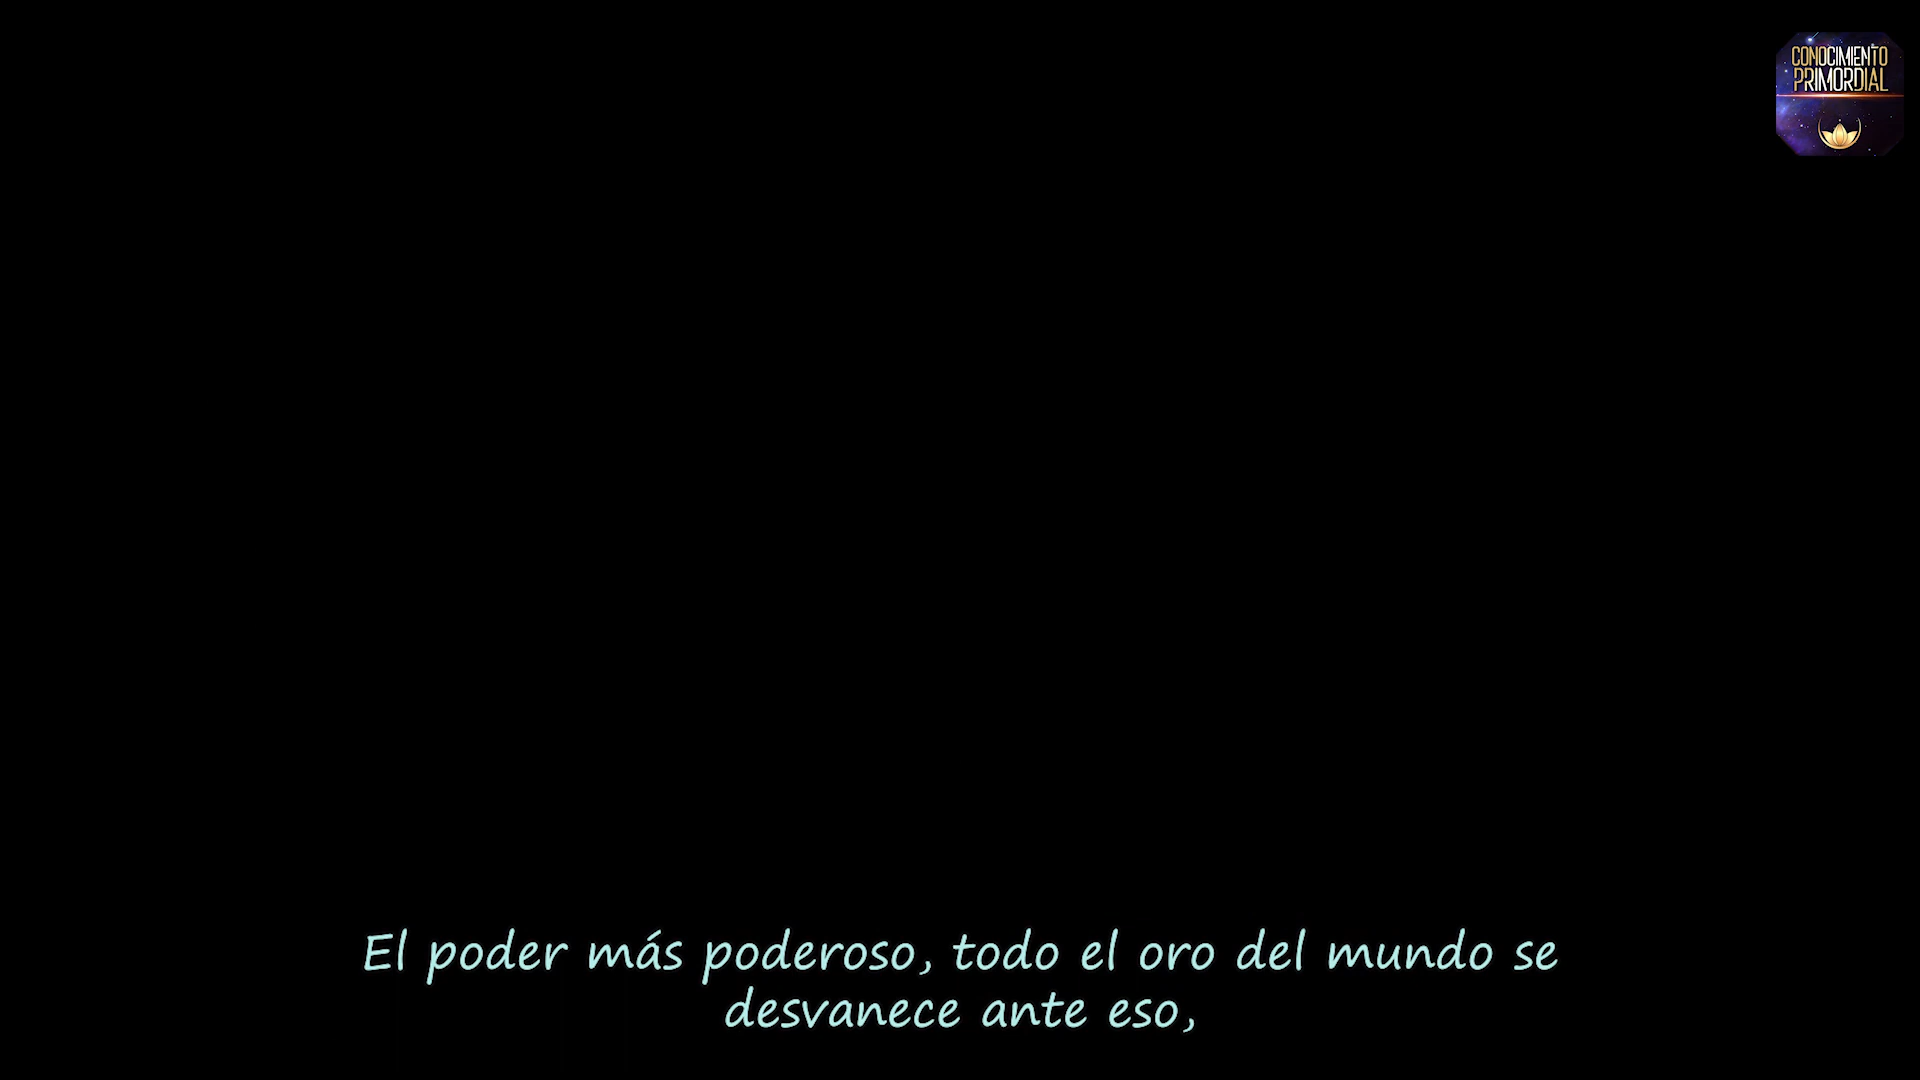 CONOCIMIENTO
PRIMORDIAL
El poder más poderoso, todo el oro del mundo se
desvanece ante eso,